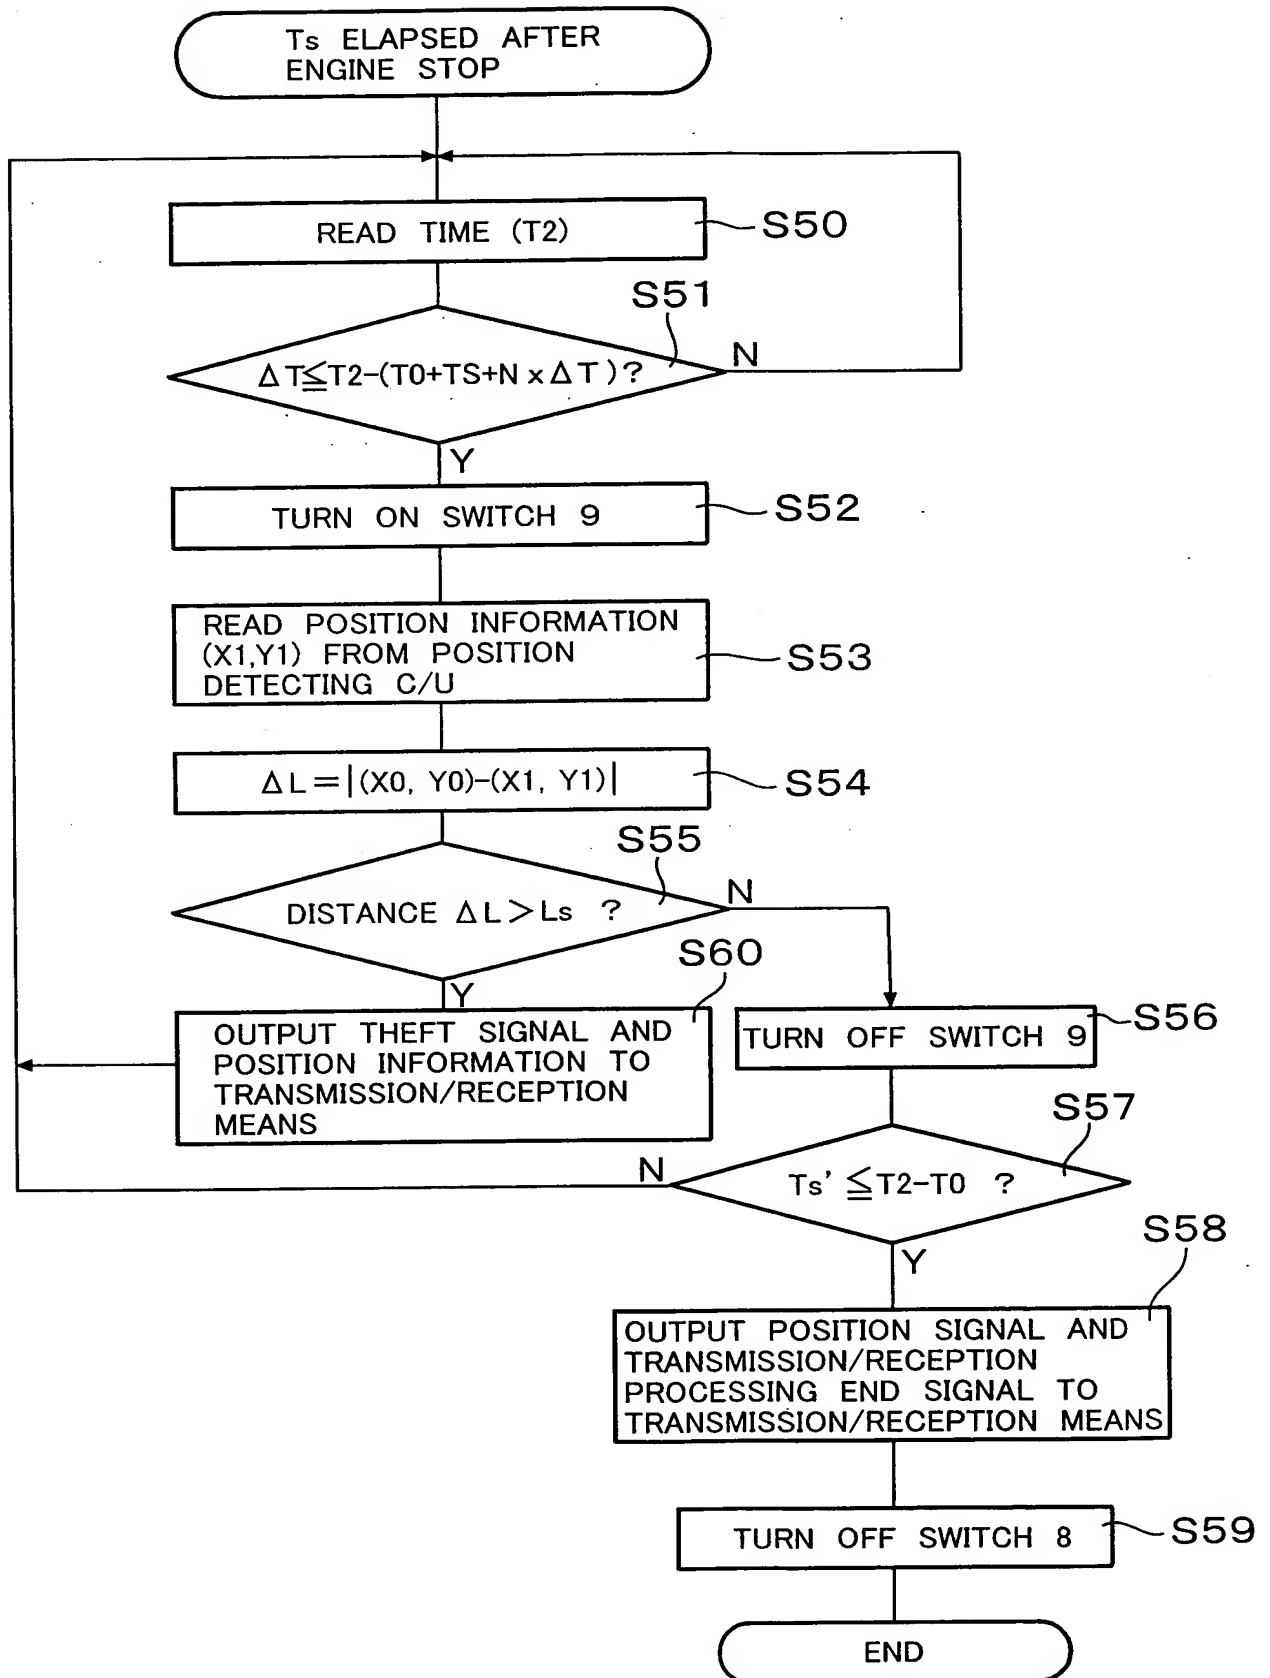 Ts ELAPSED AFTER
ENGINE STOP
READ TIME (T2)
S50
S51
ΔT≦T2-(T0+TS+N x ΔT)?
N
Y
TURN ON SWITCH 9
S52
READ POSITION INFORMATION
(X1,Y1) FROM POSITION
DETECTING C/U
S53
ΔL=|(X0, Y0)-(X1, Y1)|
S54
S55
DISTANCE ΔL>Ls ?
N
Y
S60
OUTPUT THEFT SIGNAL AND
POSITION INFORMATION TO
TRANSMISSION/RECEPTION
MEANS
TURN OFF SWITCH 9
S56
S57
Ts' ≦T2-T0 ?
N
Y
S58
OUTPUT POSITION SIGNAL AND
TRANSMISSION/RECEPTION
PROCESSING END SIGNAL TO
TRANSMISSION/RECEPTION MEANS
TURN OFF SWITCH 8
S59
END